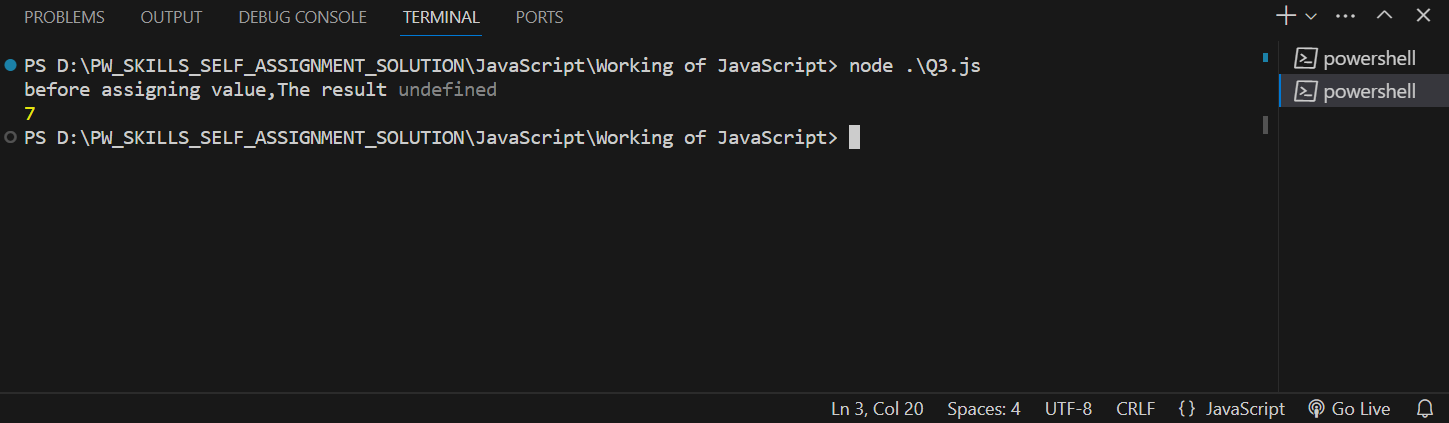 PROBLEMS OUTPUT DEBUG CONSOLE TERMINAL PORTS
PS D:\PW_SKILLS_SELF_ASSIGNMENT_SOLUTION\JavaScript\Working of JavaScript> node .\Q3.js
before assigning value,The result undefined
7
PS D:\PW_SKILLS_SELF_ASSIGNMENT_SOLUTION\JavaScript\Working of JavaScript>
powershell
powershell
Ln 3, Col 20 Spaces: 4 UTF-8 CRLF {} JavaScript Go Live